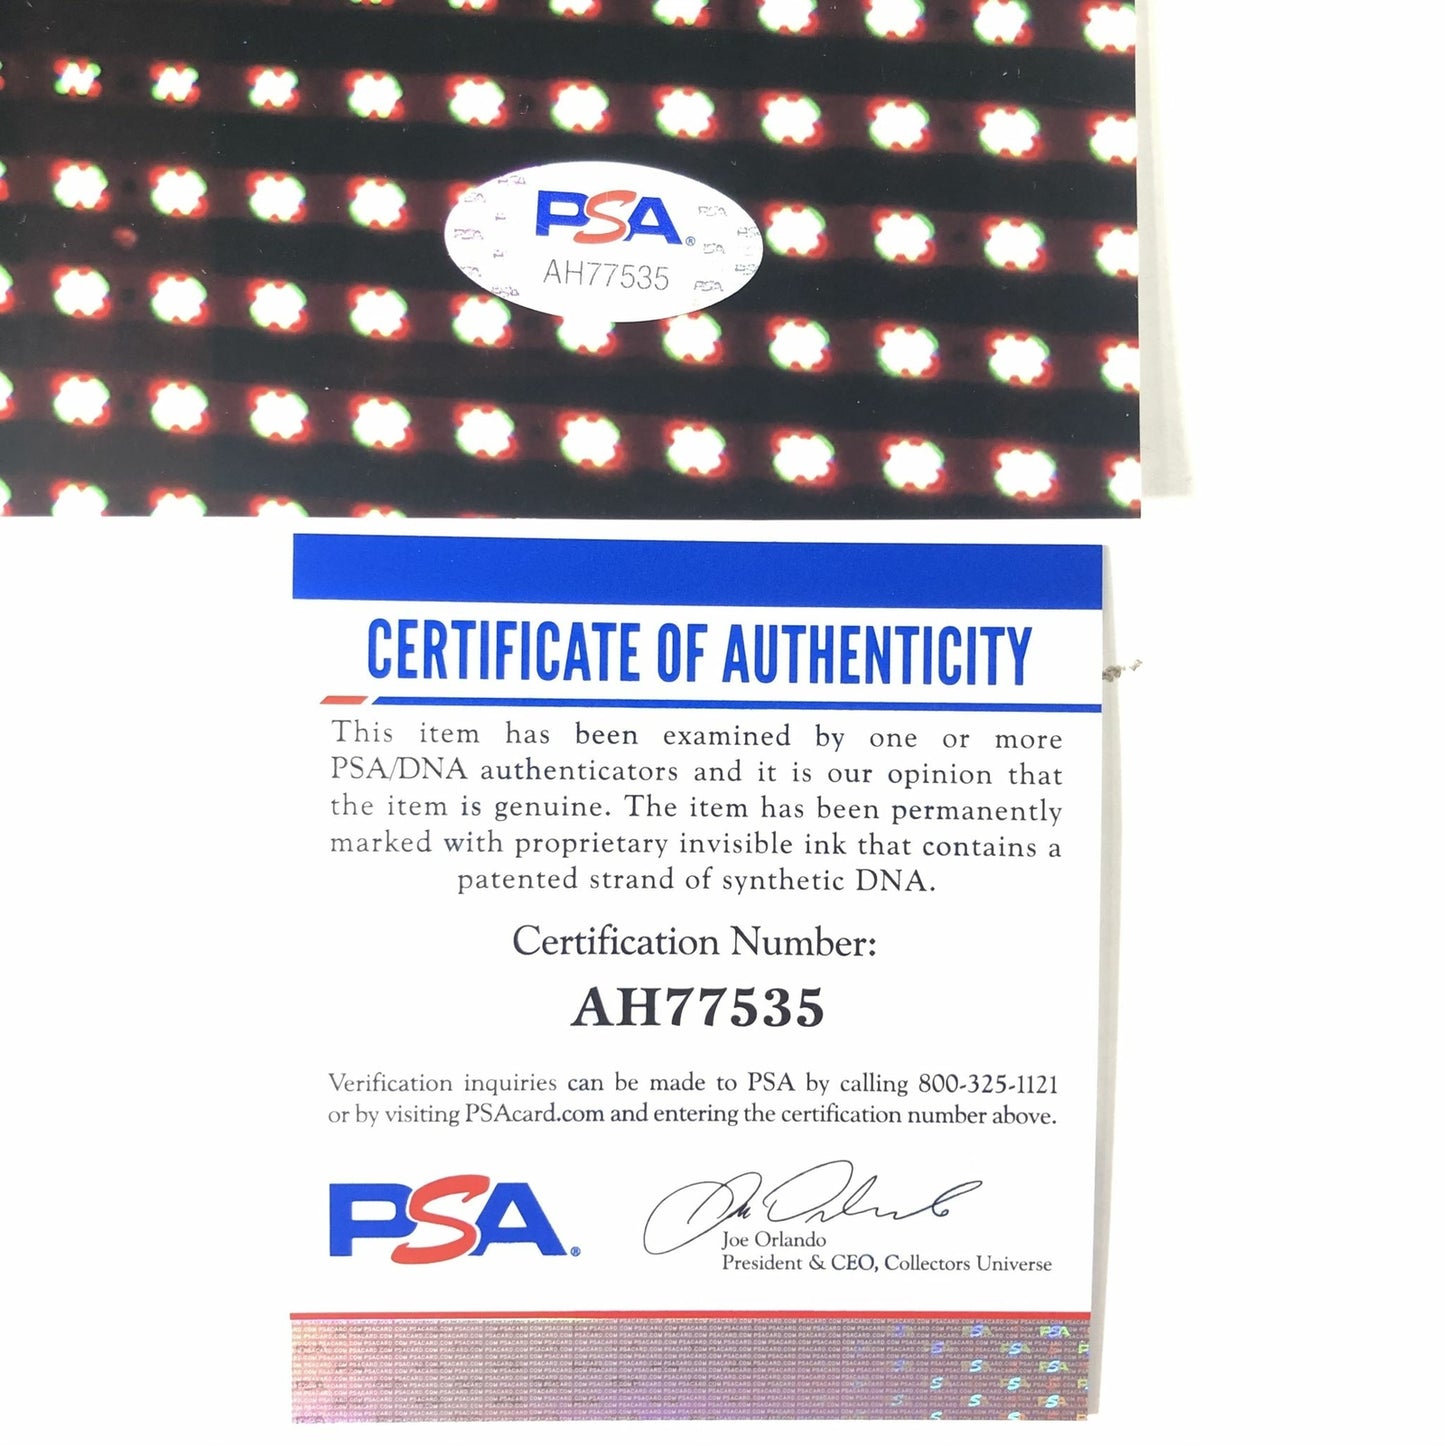 PSA®
AH77535
CERTIFICATE OF AUTHENTICITY
This item has been examined by one or more
PSA/DNA authenticators and it is our opinion that
the item is genuine. The item has been permanently
marked with proprietary invisible ink that contains a
patented strand of synthetic DNA.
Certification Number:
AH77535
Verification inquiries can be made to PSA by calling 800-325-1121
or by visiting PSAcard.com and entering the certification number above.
PSA®
Joe Orlando
President & CEO, Collectors Universe